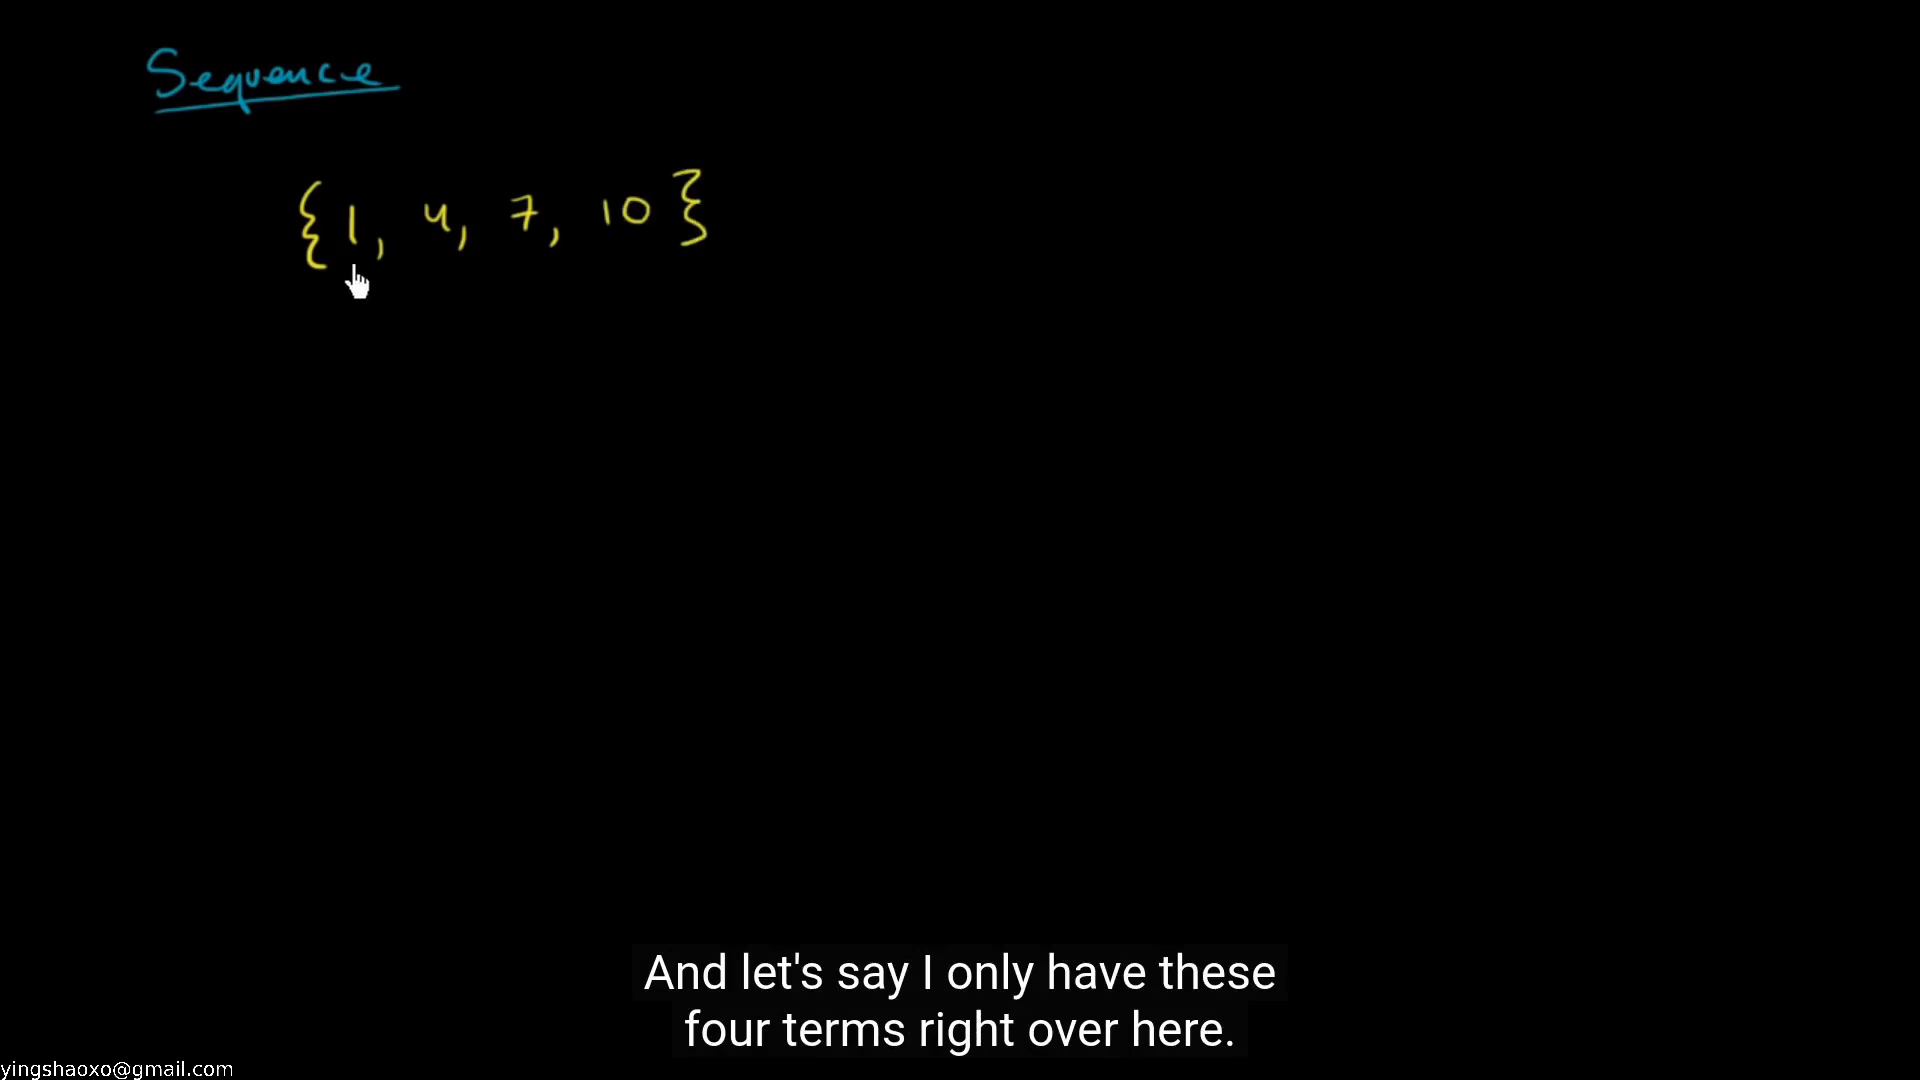 Sequence
{1, 4, 7, 10}
And let's say I only have these
four terms right over here.
yingshaoxo@gmail.com